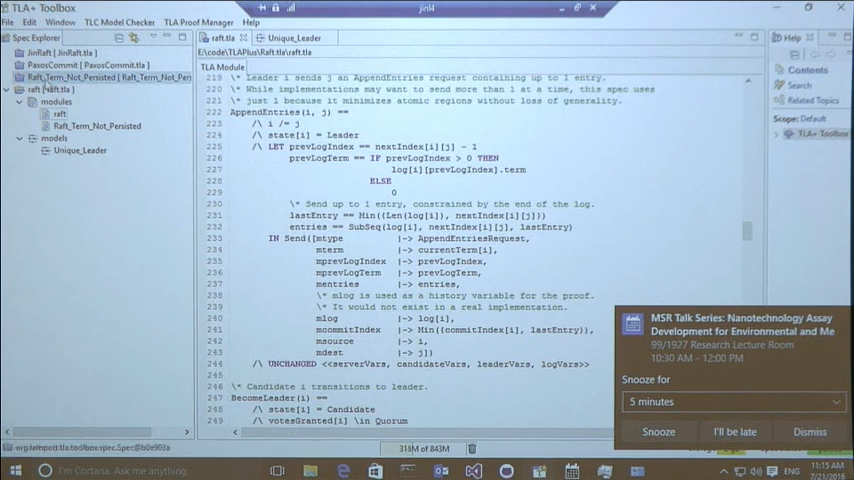 TLA+ Toolbox
jinl4
File Edit Window TLC Model Checker TLA Proof Manager Help
Spec Explorer
JinRaft [ JinRaft.tla ]
PaxosCommit [ PaxosCommit.tla ]
Raft_Term_Not_Persisted [ Raft_Term_Not_Per
raft [ raft.tla ]
modules
raft
Raft_Term_Not_Persisted
models
Unique_Leader
raft.tla
Unique_Leader
E:\code\TLAPlus\Raft.tla\raft.tla
TLA Module
219 \* Leader i sends j an AppendEntries request containing up to 1 entry.
220 \* While implementations may want to send more than 1 at a time, this spec uses
221 \* just 1 because it minimizes atomic regions without loss of generality.
222 AppendEntries(i, j) ==
223 /\ i /= j
224 /\ state[i] = Leader
225 /\ LET prevLogIndex == nextIndex[i][j] - 1
226 prevLogTerm == IF prevLogIndex > 0 THEN
227 log[i][prevLogIndex].term
228 ELSE
229 0
230 \* Send up to 1 entry, constrained by the end of the log.
231 lastEntry == Min({Len(log[i]), nextIndex[i][j]})
232 entries == SubSeq(log[i], nextIndex[i][j], lastEntry)
233 IN Send([mtype |-> AppendEntriesRequest,
234 mterm |-> currentTerm[i],
235 mprevLogIndex |-> prevLogIndex,
236 mprevLogTerm |-> prevLogTerm,
237 mentries |-> entries,
238 \* mlog is used as a history variable for the proof.
239 \* It would not exist in a real implementation.
240 mlog |-> log[i],
241 mcommitIndex |-> Min({commitIndex[i], lastEntry}),
242 msource |-> i,
243 mdest |-> j])
244 /\ UNCHANGED <<serverVars, candidateVars, leaderVars, logVars>>
245
246 \* Candidate i transitions to leader.
247 BecomeLeader(i) ==
248 /\ state[i] = Candidate
249 /\ votesGranted[i] \in Quorum
Help
Contents
Search
Related Topics
Scope: Default
TLA+ Toolbox
MSR Talk Series: Nanotechnology Assay
Development for Environmental and Me
99/1927 Research Lecture Room
10:30 AM - 12:00 PM
Snooze for
5 minutes
Snooze I'll be late Dismiss
318M of 843M
I'm Cortana. Ask me anything.
ENG
11:15 AM
7/21/2016